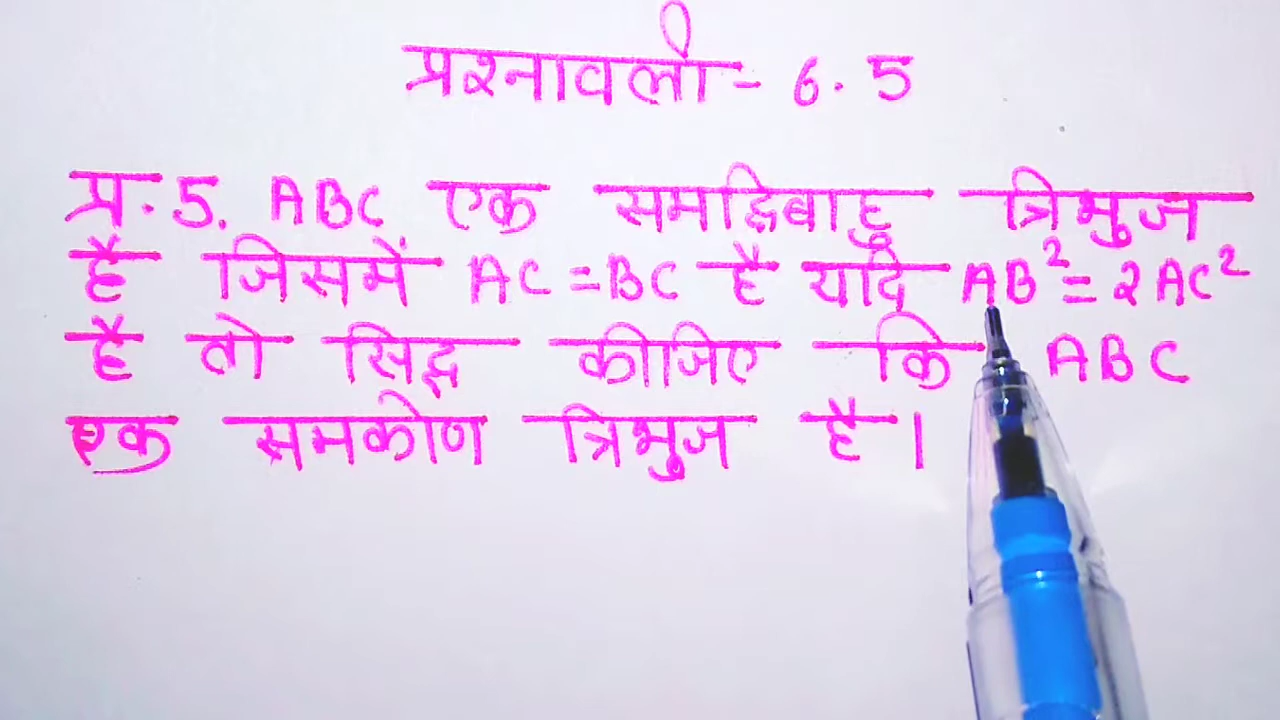 प्रश्नावली - 6.5
प्र.5. ABC एक समद्विबाहु त्रिभुज
है जिसमें AC = BC है यदि AB² = 2AC²
है तो सिद्ध कीजिए कि ABC
एक समकोण त्रिभुज है।